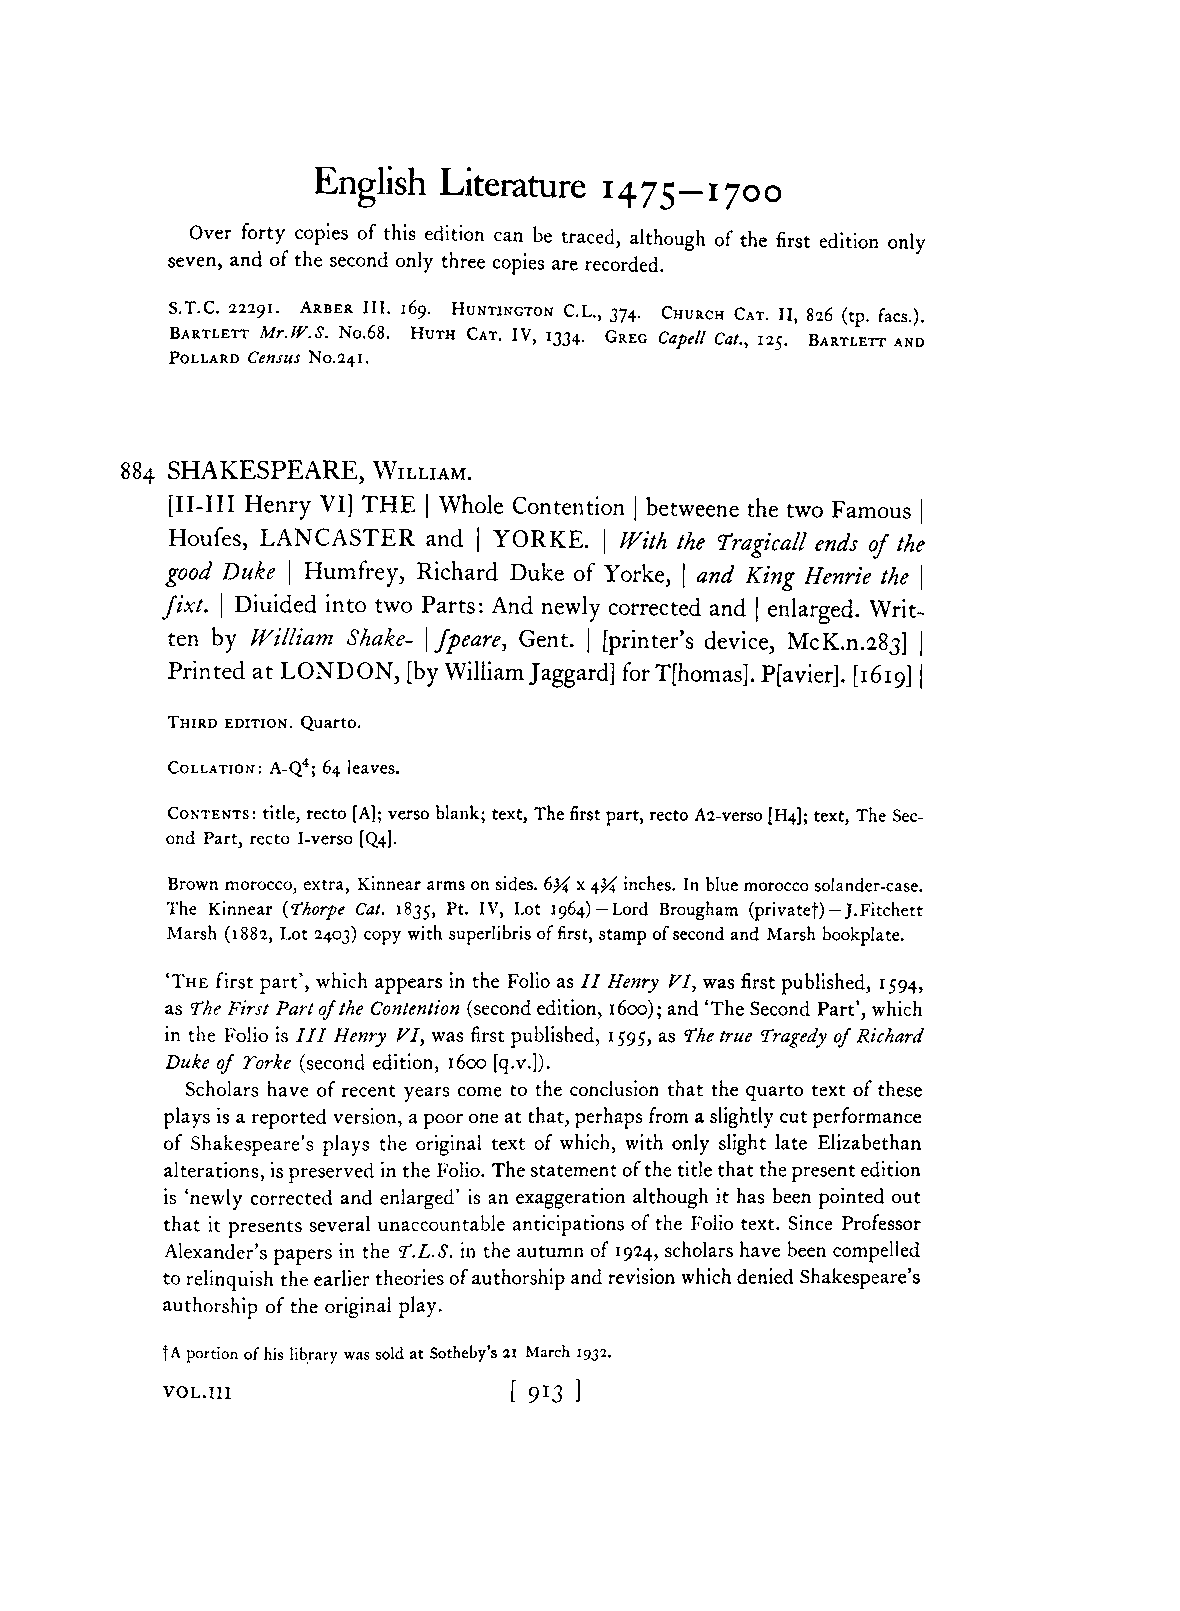 English Literature 1475—1700
Over forty copies of this edition can be traced, although of the first edition only
seven, and of the second only three copies are recorded.
S.T.C. 22291. ARBER III. 169. HUNTINGTON C.L., 374. CHURCH CAT. II, 826 (tp. facs.).
BARTLETT Mr.W.S. No.68. HUTH CAT. IV, 1334. GREG Capell Cat., 125. BARTLETT AND
POLLARD Census No.241.
884 SHAKESPEARE, WILLIAM.
[II-III Henry VI] THE | Whole Contention | betweene the two Famous |
Houſes, LANCASTER and | YORKE. | With the Tragicall ends of the
good Duke | Humfrey, Richard Duke of Yorke, | and King Henrie the |
ſixt. | Diuided into two Parts: And newly corrected and | enlarged. Writ-
ten by William Shake- | ſpeare, Gent. | [printer's device, McK.n.283] |
Printed at LONDON, [by William Jaggard] for T[homas]. P[avier]. [1619] |
THIRD EDITION. Quarto.
COLLATION: A-Q⁴; 64 leaves.
CONTENTS: title, recto [A]; verso blank; text, The first part, recto A2-verso [H4]; text, The Sec-
ond Part, recto I-verso [Q4].
Brown morocco, extra, Kinnear arms on sides. 6¾ x 4¾ inches. In blue morocco solander-case.
The Kinnear (Thorpe Cat. 1835, Pt. IV, Lot 1964)—Lord Brougham (private†)—J.Fitchett
Marsh (1882, Lot 2403) copy with superlibris of first, stamp of second and Marsh bookplate.
'THE first part', which appears in the Folio as II Henry VI, was first published, 1594,
as The First Part of the Contention (second edition, 1600); and 'The Second Part', which
in the Folio is III Henry VI, was first published, 1595, as The true Tragedy of Richard
Duke of Yorke (second edition, 1600 [q.v.]).
Scholars have of recent years come to the conclusion that the quarto text of these
plays is a reported version, a poor one at that, perhaps from a slightly cut performance
of Shakespeare's plays the original text of which, with only slight late Elizabethan
alterations, is preserved in the Folio. The statement of the title that the present edition
is 'newly corrected and enlarged' is an exaggeration although it has been pointed out
that it presents several unaccountable anticipations of the Folio text. Since Professor
Alexander's papers in the T.L.S. in the autumn of 1924, scholars have been compelled
to relinquish the earlier theories of authorship and revision which denied Shakespeare's
authorship of the original play.
†A portion of his library was sold at Sotheby's 21 March 1932.
VOL.III [ 913 ]